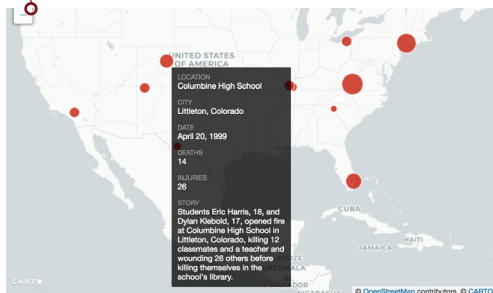 UNITED STATES
OF AMERICA
LOCATION
Columbine High School
CITY
Littleton, Colorado
DATE
April 20, 1999
DEATHS
14
INJURIES
26
STORY
Students Eric Harris, 18, and
Dylan Klebold, 17, opened fire
at Columbine High School in
Littleton, Colorado, killing 12
classmates and a teacher and
wounding 26 others before
killing themselves in the
school's library.
CUBA
HAITI
JAMAICA
CARTO
© OpenStreetMap contributors, © CARTO